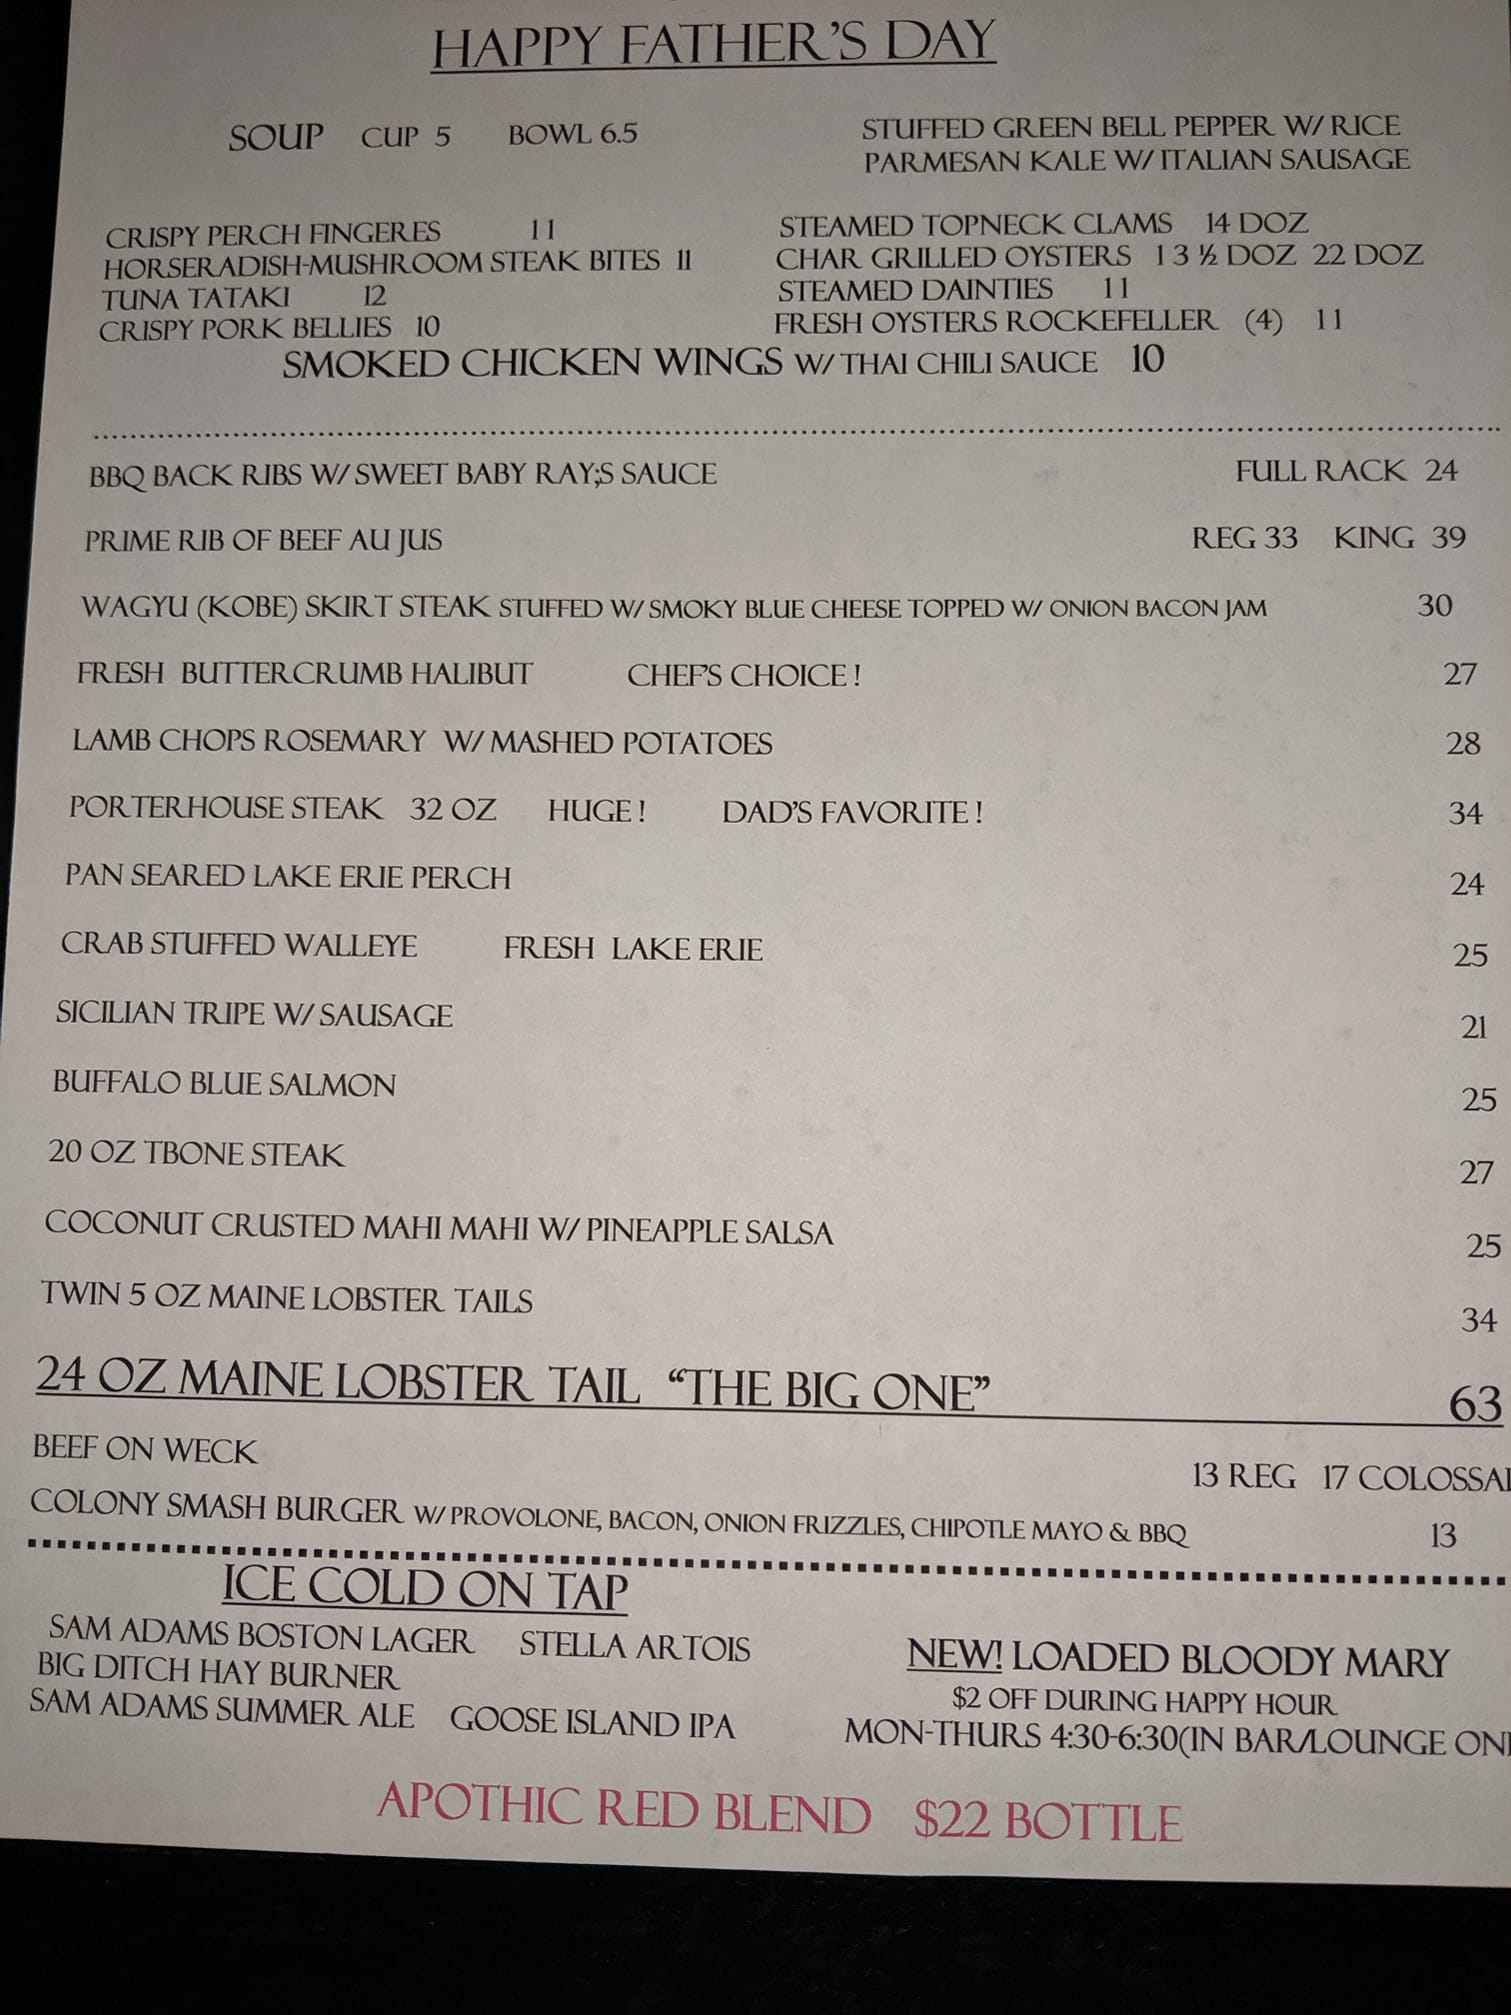 HAPPY FATHER'S DAY
SOUP CUP 5 BOWL 6.5
STUFFED GREEN BELL PEPPER W/ RICE
PARMESAN KALE W/ ITALIAN SAUSAGE
CRISPY PERCH FINGERES 11
HORSERADISH-MUSHROOM STEAK BITES 11
TUNA TATAKI 12
CRISPY PORK BELLIES 10
STEAMED TOPNECK CLAMS 14 DOZ
CHAR GRILLED OYSTERS 13 ½ DOZ 22 DOZ
STEAMED DAINTIES 11
FRESH OYSTERS ROCKEFELLER (4) 11
SMOKED CHICKEN WINGS W/ THAI CHILI SAUCE 10
BBQ BACK RIBS W/ SWEET BABY RAY;S SAUCE FULL RACK 24
PRIME RIB OF BEEF AU JUS REG 33 KING 39
WAGYU (KOBE) SKIRT STEAK STUFFED W/ SMOKY BLUE CHEESE TOPPED W/ ONION BACON JAM 30
FRESH BUTTERCRUMB HALIBUT CHEF'S CHOICE ! 27
LAMB CHOPS ROSEMARY W/ MASHED POTATOES 28
PORTERHOUSE STEAK 32 OZ HUGE ! DAD'S FAVORITE ! 34
PAN SEARED LAKE ERIE PERCH 24
CRAB STUFFED WALLEYE FRESH LAKE ERIE 25
SICILIAN TRIPE W/ SAUSAGE 21
BUFFALO BLUE SALMON 25
20 OZ TBONE STEAK 27
COCONUT CRUSTED MAHI MAHI W/ PINEAPPLE SALSA 25
TWIN 5 OZ MAINE LOBSTER TAILS 34
24 OZ MAINE LOBSTER TAIL "THE BIG ONE" 63
BEEF ON WECK 13 REG 17 COLOSSAL
COLONY SMASH BURGER W/ PROVOLONE, BACON, ONION FRIZZLES, CHIPOTLE MAYO & BBQ 13
ICE COLD ON TAP
SAM ADAMS BOSTON LAGER STELLA ARTOIS
BIG DITCH HAY BURNER
SAM ADAMS SUMMER ALE GOOSE ISLAND IPA
NEW! LOADED BLOODY MARY
$2 OFF DURING HAPPY HOUR
MON-THURS 4:30-6:30(IN BAR/LOUNGE
APOTHIC RED BLEND $22 BOTTLE